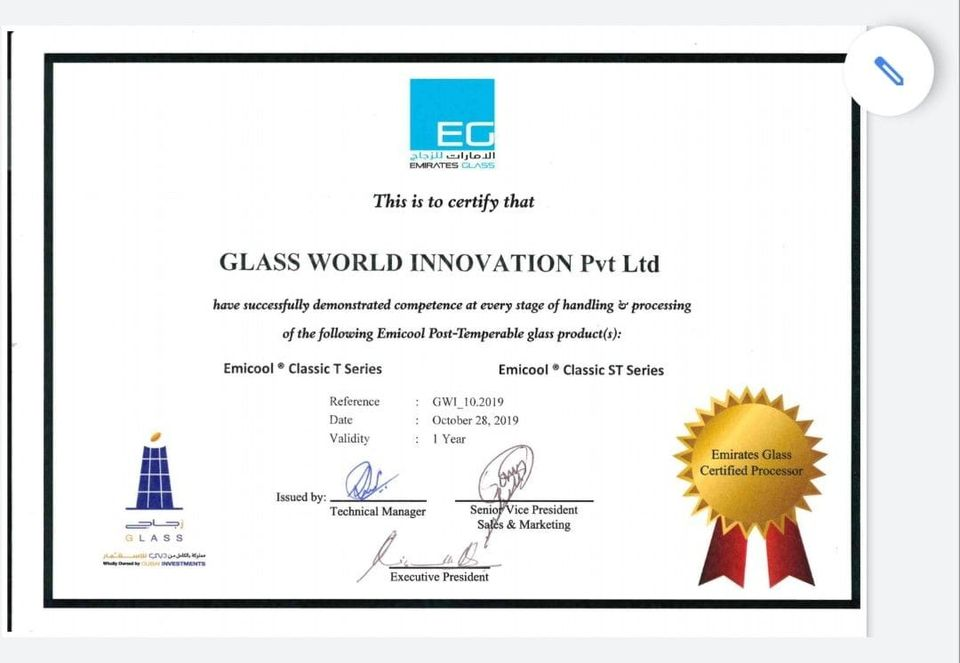 EG
الامارات للزجاج
EMIRATES GLASS
This is to certify that
GLASS WORLD INNOVATION Pvt Ltd
have successfully demonstrated competence at every stage of handling & processing
of the following Emicool Post-Temperable glass product(s):
Emicool ® Classic T Series
Emicool ® Classic ST Series
Reference : GWI_10.2019
Date : October 28, 2019
Validity : 1 Year
Emirates Glass
Certified Processor
Issued by:
Technical Manager
Senior Vice President
Sales & Marketing
Executive President
زجاج
GLASS
مملوكة بالكامل من دبي للاستثمار
Wholly Owned by DUBAI INVESTMENTS